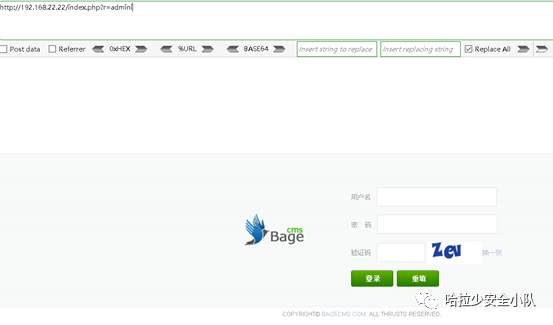 http://192.168.22.22/index.php?r=admini
Post data Referrer 0xHEX %URL BASE64 Insert string to replace Insert replacing string Replace All
用户名
cms
Bage
密 码
验证码 Zev 换一张
登录 重填
哈拉少安全小队
COPYRIGHT© BAGECMS.COM. ALL THRUSTS RESERVED.